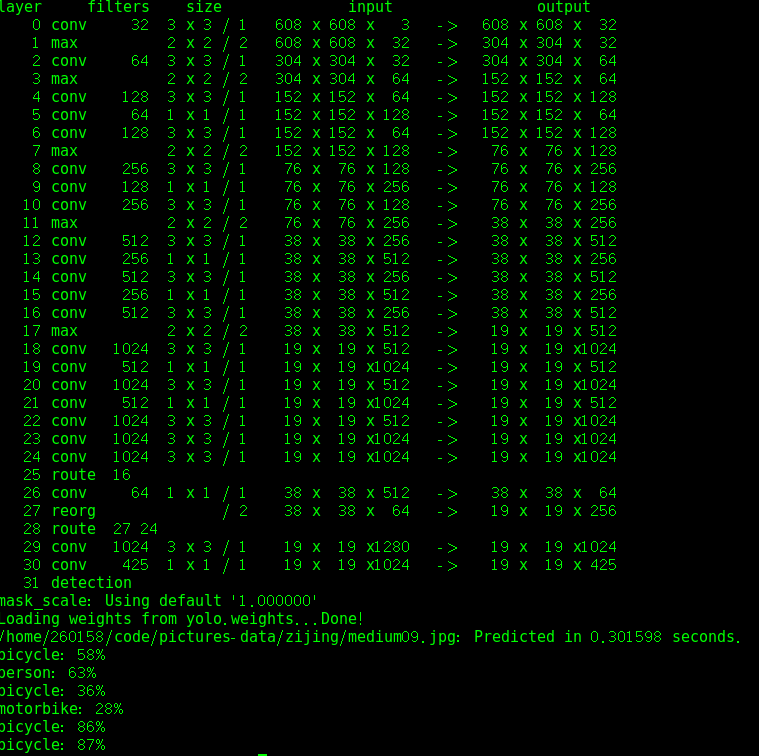 layer filters size input output
0 conv 32 3 x 3 / 1 608 x 608 x 3 -> 608 x 608 x 32
1 max 2 x 2 / 2 608 x 608 x 32 -> 304 x 304 x 32
2 conv 64 3 x 3 / 1 304 x 304 x 32 -> 304 x 304 x 64
3 max 2 x 2 / 2 304 x 304 x 64 -> 152 x 152 x 64
4 conv 128 3 x 3 / 1 152 x 152 x 64 -> 152 x 152 x 128
5 conv 64 1 x 1 / 1 152 x 152 x 128 -> 152 x 152 x 64
6 conv 128 3 x 3 / 1 152 x 152 x 64 -> 152 x 152 x 128
7 max 2 x 2 / 2 152 x 152 x 128 -> 76 x 76 x 128
8 conv 256 3 x 3 / 1 76 x 76 x 128 -> 76 x 76 x 256
9 conv 128 1 x 1 / 1 76 x 76 x 256 -> 76 x 76 x 128
10 conv 256 3 x 3 / 1 76 x 76 x 128 -> 76 x 76 x 256
11 max 2 x 2 / 2 76 x 76 x 256 -> 38 x 38 x 256
12 conv 512 3 x 3 / 1 38 x 38 x 256 -> 38 x 38 x 512
13 conv 256 1 x 1 / 1 38 x 38 x 512 -> 38 x 38 x 256
14 conv 512 3 x 3 / 1 38 x 38 x 256 -> 38 x 38 x 512
15 conv 256 1 x 1 / 1 38 x 38 x 512 -> 38 x 38 x 256
16 conv 512 3 x 3 / 1 38 x 38 x 256 -> 38 x 38 x 512
17 max 2 x 2 / 2 38 x 38 x 512 -> 19 x 19 x 512
18 conv 1024 3 x 3 / 1 19 x 19 x 512 -> 19 x 19 x1024
19 conv 512 1 x 1 / 1 19 x 19 x1024 -> 19 x 19 x 512
20 conv 1024 3 x 3 / 1 19 x 19 x 512 -> 19 x 19 x1024
21 conv 512 1 x 1 / 1 19 x 19 x1024 -> 19 x 19 x 512
22 conv 1024 3 x 3 / 1 19 x 19 x 512 -> 19 x 19 x1024
23 conv 1024 3 x 3 / 1 19 x 19 x1024 -> 19 x 19 x1024
24 conv 1024 3 x 3 / 1 19 x 19 x1024 -> 19 x 19 x1024
25 route 16
26 conv 64 1 x 1 / 1 38 x 38 x 512 -> 38 x 38 x 64
27 reorg / 2 38 x 38 x 64 -> 19 x 19 x 256
28 route 27 24
29 conv 1024 3 x 3 / 1 19 x 19 x1280 -> 19 x 19 x1024
30 conv 425 1 x 1 / 1 19 x 19 x1024 -> 19 x 19 x 425
31 detection
mask_scale: Using default '1.000000'
Loading weights from yolo.weights...Done!
/home/260158/code/pictures-data/zijing/medium09.jpg: Predicted in 0.301598 seconds.
bicycle: 58%
person: 63%
bicycle: 36%
motorbike: 28%
bicycle: 86%
bicycle: 87%